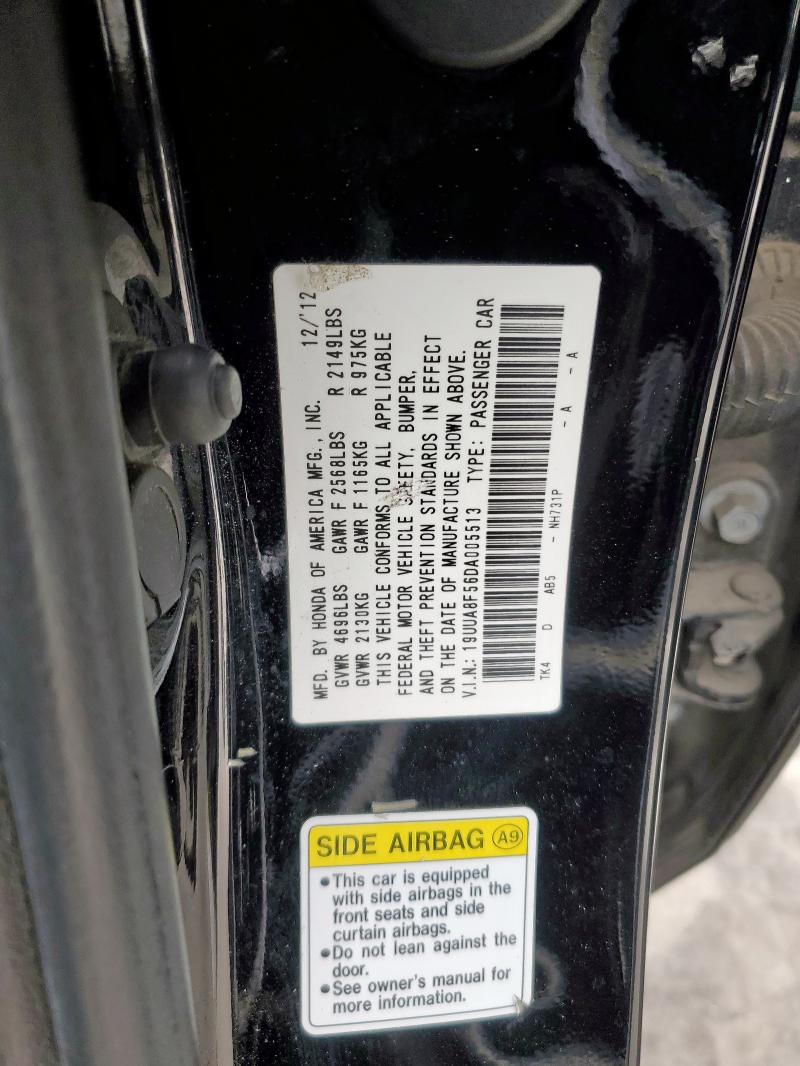 MFD. BY HONDA OF AMERICA MFG., INC. 12/'12
GVWR 4696LBS GAWR F 2568LBS R 2149LBS
GVWR 2130KG GAWR F 1165KG R 975KG
THIS VEHICLE CONFORMS TO ALL APPLICABLE
FEDERAL MOTOR VEHICLE SAFETY, BUMPER,
AND THEFT PREVENTION STANDARDS IN EFFECT
ON THE DATE OF MANUFACTURE SHOWN ABOVE.
V.I.N.: 19UUA8F56DA005513 TYPE: PASSENGER CAR
TK4 D AB5 - NH731P - A - A
SIDE AIRBAG A9
•This car is equipped
with side airbags in the
front seats and side
curtain airbags.
•Do not lean against the
door.
•See owner's manual for
more information.